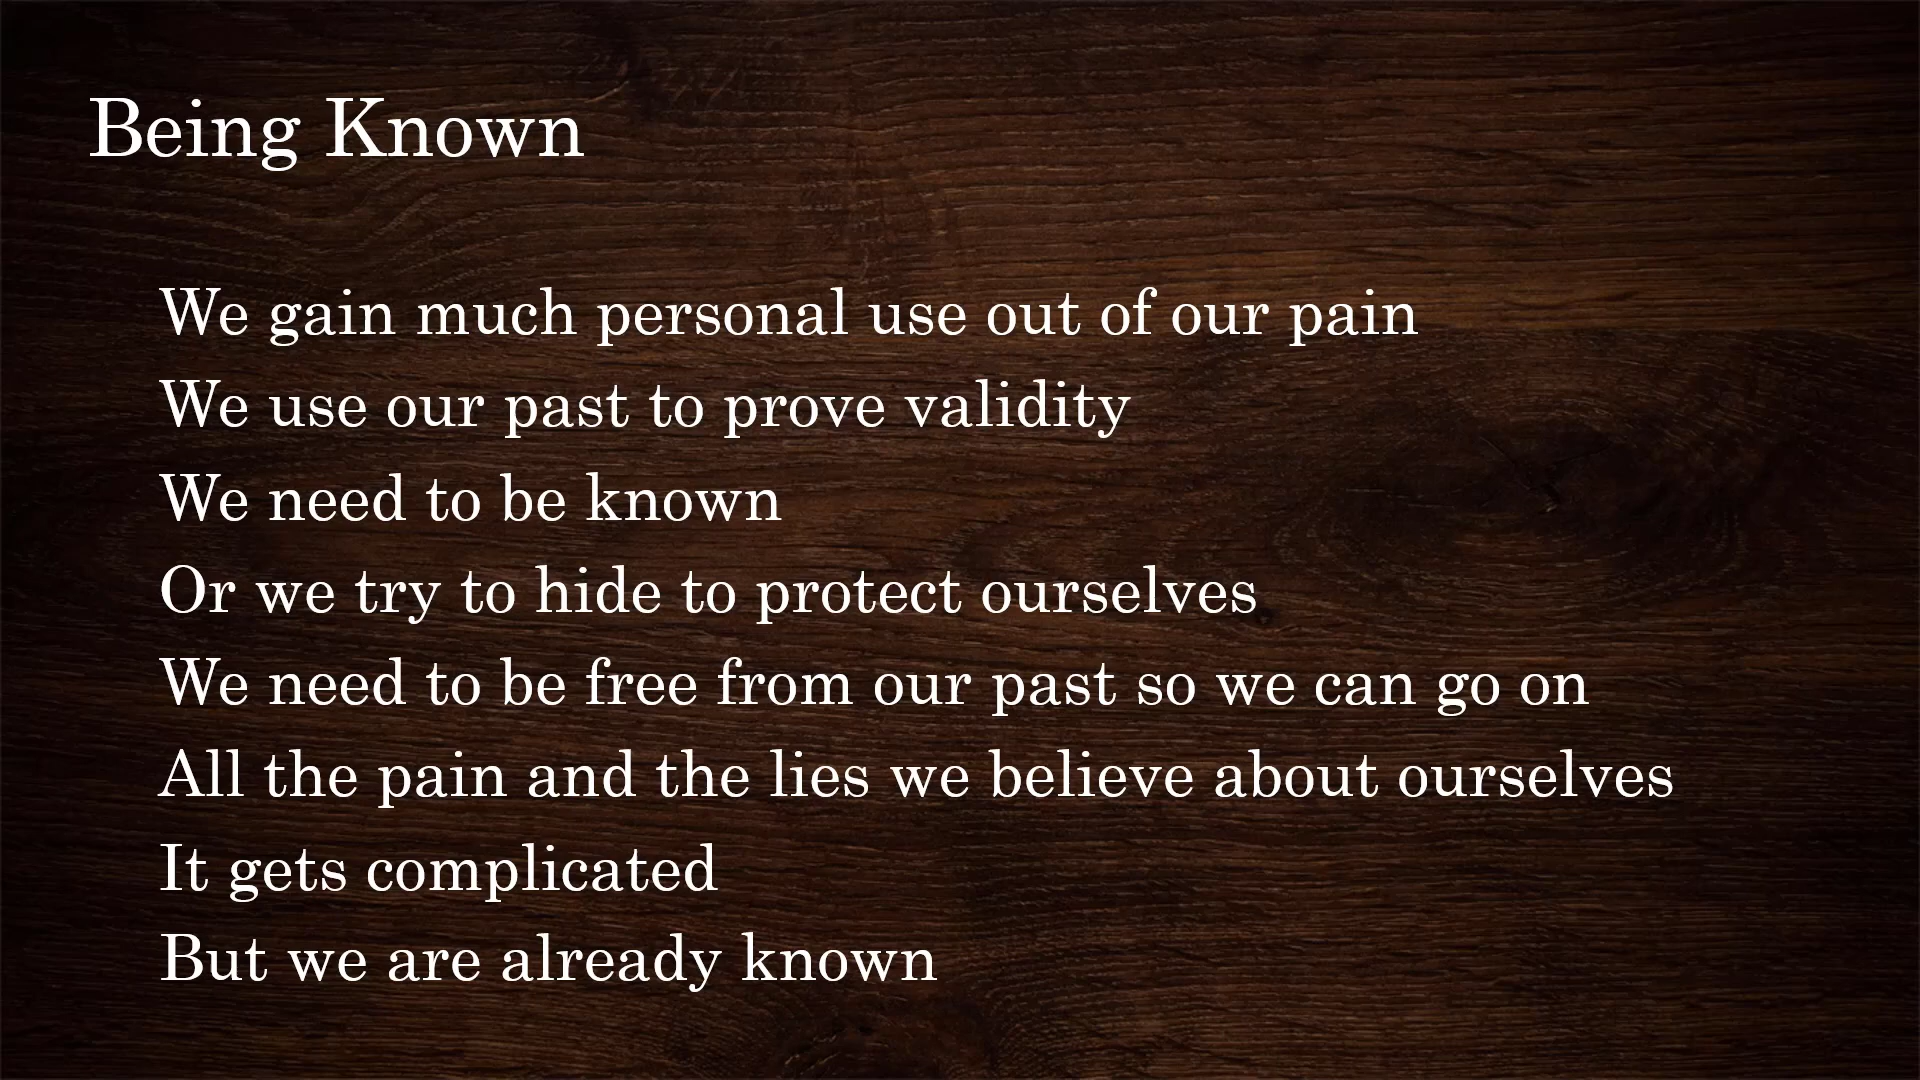 Being Known
We gain much personal use out of our pain
We use our past to prove validity
We need to be known
Or we try to hide to protect ourselves
We need to be free from our past so we can go on
All the pain and the lies we believe about ourselves
It gets complicated
But we are already known